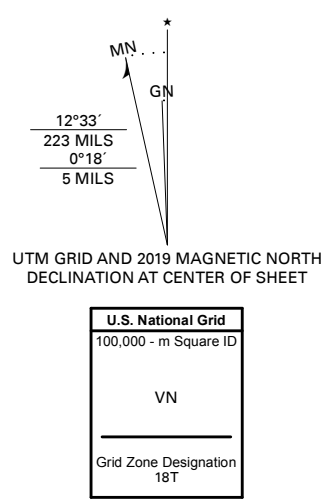 ★
MN
GN
12°33´
223 MILS
0°18´
5 MILS
UTM GRID AND 2019 MAGNETIC NORTH
DECLINATION AT CENTER OF SHEET
U.S. National Grid
100,000 - m Square ID
VN
Grid Zone Designation
18T